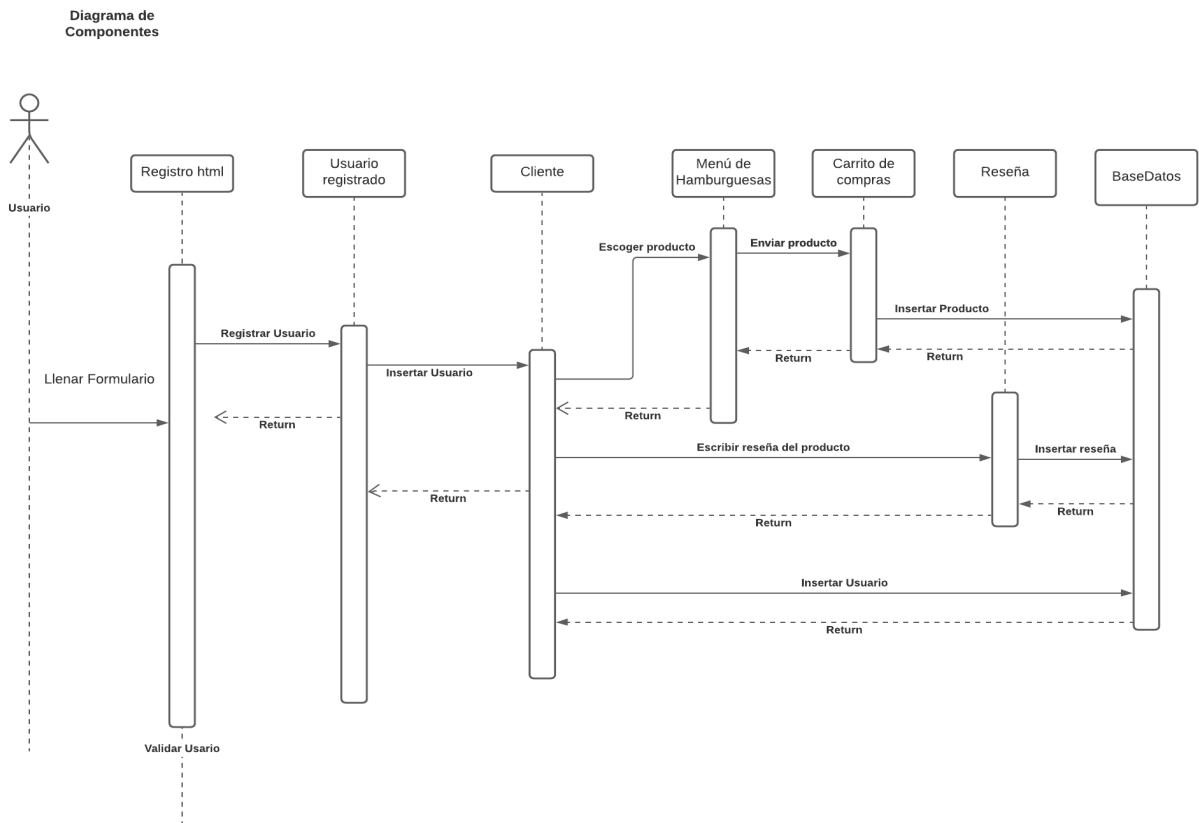 Diagrama de
Componentes
Usuario
Registro html
Usuario
registrado
Cliente
Menú de
Hamburguesas
Carrito de
compras
Reseña
BaseDatos
Escoger producto
Enviar producto
Insertar Producto
Registrar Usuario
Return
Return
Insertar Usuario
Llenar Formulario
Return
Return
Escribir reseña del producto
Insertar reseña
Return
Return
Return
Insertar Usuario
Return
Validar Usario